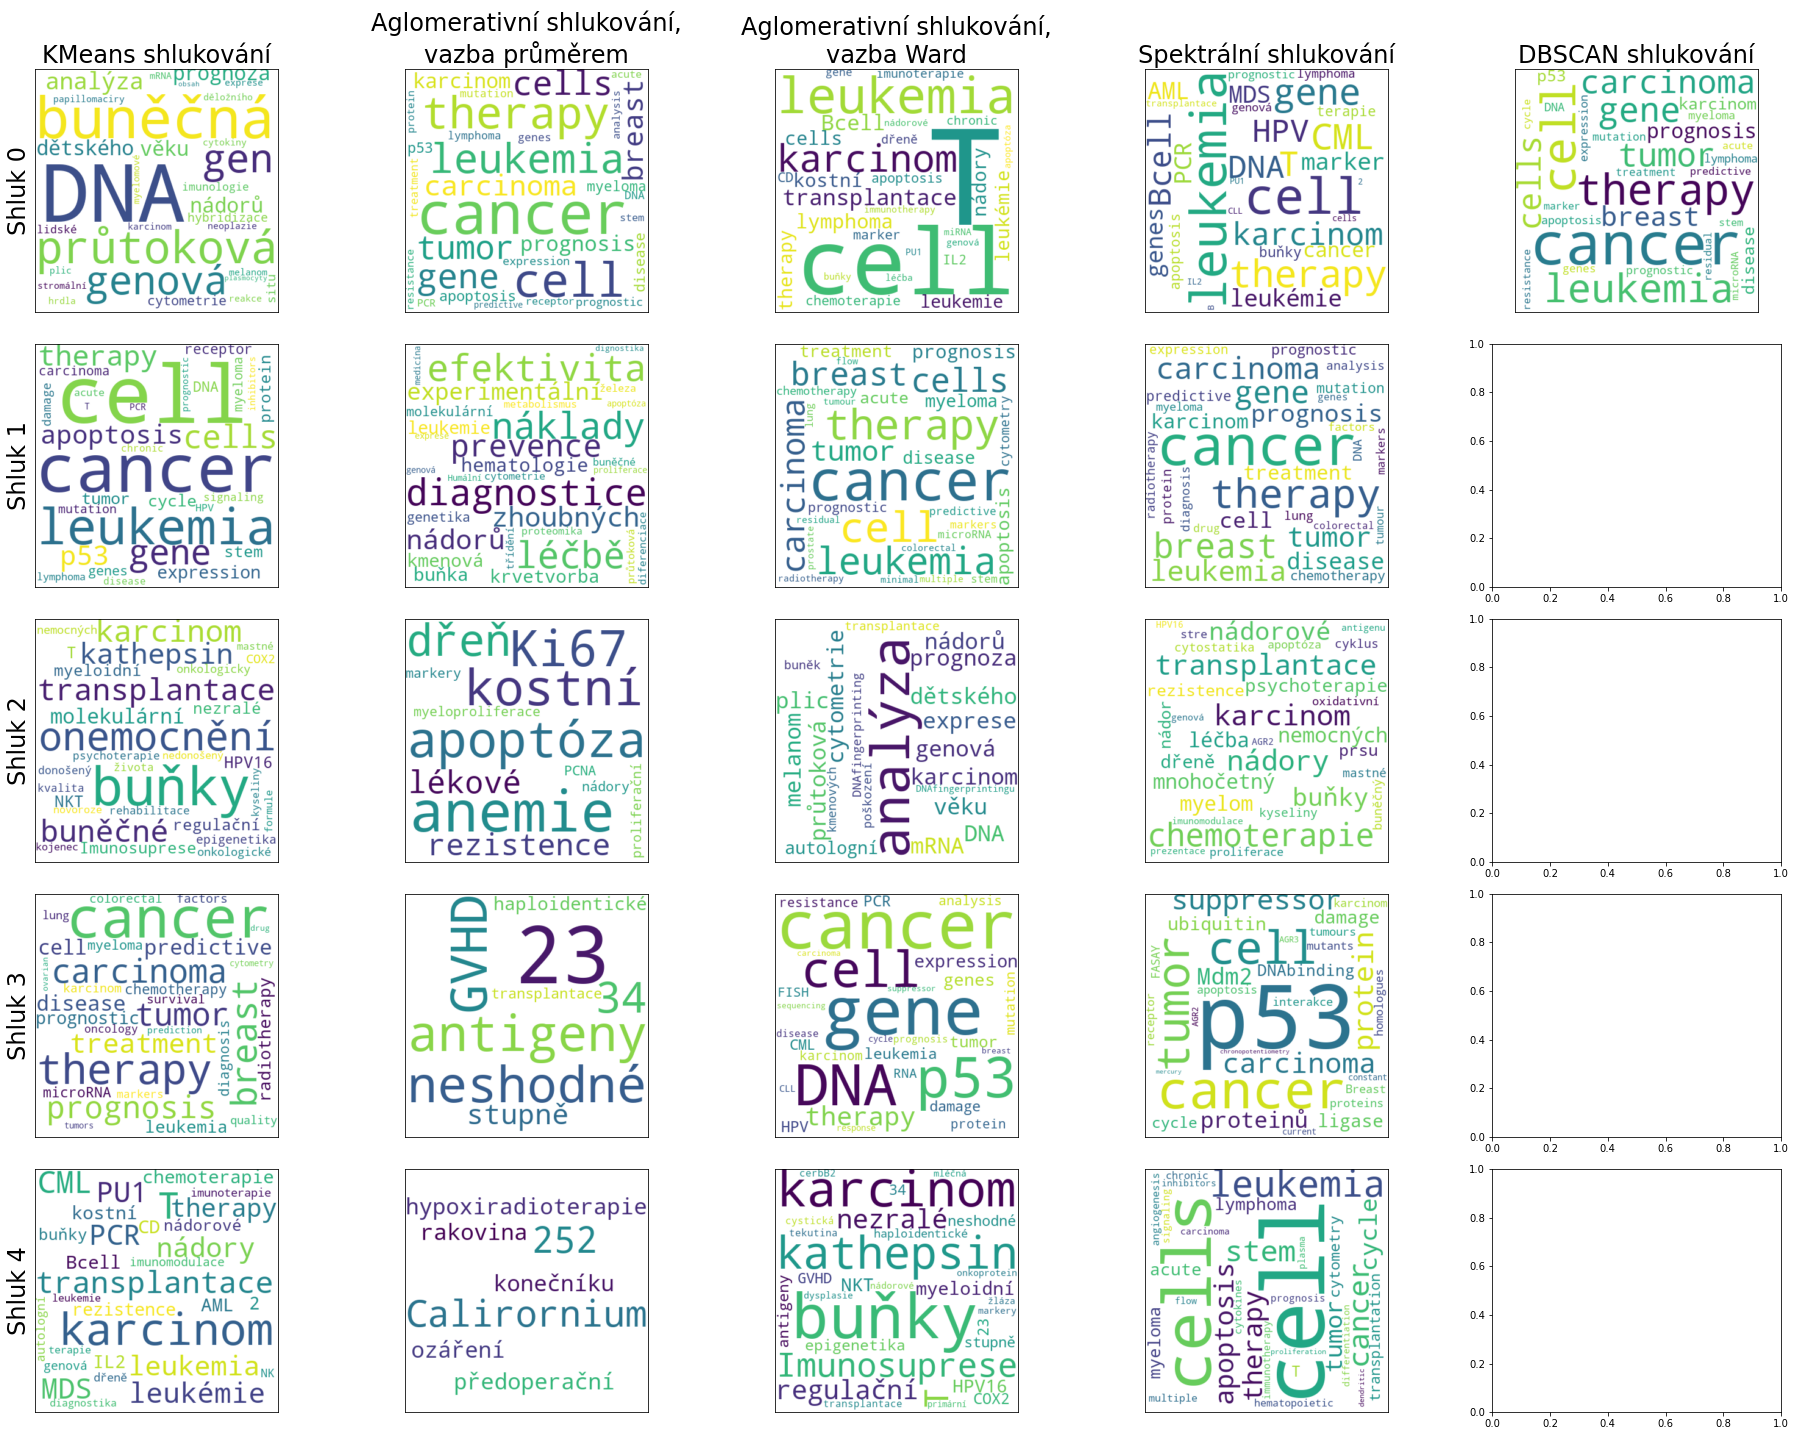 KMeans shlukování
Aglomerativní shlukování,
vazba průměrem
Aglomerativní shlukování,
vazba Ward
Spektrální shlukování
DBSCAN shlukování
Shluk 0
analýza mRNA prognoza
obsah exprese
papillomaciry děložního
buněčná
dětského věku cytokiny
gen
DNA
myelomové
imunologie
nádorů
hybridizace
lidské karcinom neoplazie
průtoková
plic
genová melanom
stromální plasmocyty
situ
hrdla cytometrie reakce
karcinom cells acute
mutation
protein therapy analysis breast
lymphoma genes
p53 leukemia
treatment carcinoma myeloma
DNA
cancer stem
tumor prognosis
expression
gene cell disease
resistance PCR apoptosis receptor prognostic
predictive
gene imunoterapie
leukemia
Bcell nádorové chronic
cells dřeně T
karcinom nádory apoptóza
CD kostní apoptosis
transplantace leukémie
immunotherapy
lymphoma
marker miRNA
genová
cell PU1 IL2
therapy buňky léčba
chemoterapie leukemie
prognostic lymphoma
AML MDS gene
transplantace genová terapie
Bcell leukemia HPV CML
PCR DNA T marker
PU1 2
cell
genes CLL cells
apoptosis karcinom
buňky cancer
IL2 therapy
B leukémie
p53 carcinoma
cycle DNA cell expression gene karcinom
myeloma
mutation prognosis
cells tumor acute
lymphoma
treatment predictive
therapy
marker
apoptosis breast stem
cancer residual disease
resistance genes prognostic microRNA
leukemia
Shluk 1
therapy receptor
carcinoma prognostic inhibitors protein
damage cell DNA myeloma
acute
T PCR
apoptosis cells
chronic
cancer
tumor cycle signaling
mutation HPV
leukemia
p53 gene stem
lymphoma genes expression
disease
medicína dignostika
efektivita
experimentální železa
molekulární metabolismus apoptóza
leukemie náklady
exprese
prevence
genová hematologie buněčné
Humální cytometrie proliferace
diagnostice
genetika zhoubných
nádorů třídění proteomika
kmenová léčbě průtoková diferenciace
buňka krvetvorba
treatment prognosis
flow
breast cells
chemotherapy
tumour acute myeloma
carcinoma lung therapy cytometry
tumor disease
cancer
prognostic
residual predictive
cell markers
prostate microRNA
colorectal
leukemia apoptosis
radiotherapy minimal multiple stem
expression prognostic
carcinoma analysis
predictive gene mutation
genes
myeloma prognosis
karcinom factors
radiotherapy cancer DNA markers
protein treatment
diagnosis therapy
drug cell lung
colorectal tumour
breast tumor
leukemia disease
chemotherapy
1.0
0.8
0.6
0.4
0.2
0.0
0.0 0.2 0.4 0.6 0.8 1.0
Shluk 2
nemocných karcinom mastné
T kathepsin COX2
myeloidní onkologicky
transplantace
molekulární nezralé
onemocnění
psychoterapie nedonošený
donošený života HPV16
kvalita buňky kyseliny formule
NKT
novoroze rehabilitace
buněčné regulační
epigenetika
kojenec Imunosuprese onkologické
dřeň Ki67
markery kostní
myeloproliferace
apoptóza
PCNA
lékové nádory
anemie proliferační
rezistence
transplantace
buněk cytometrie analýza nádorů
prognoza
plic DNAfingerprinting dětského
exprese
melanom průtoková genová
kmenových poškození karcinom
DNAfingerprintingu
věku
autologní mRNA DNA
HPV16 antigenu
stre nádorové
cytostatika apoptóza cyklus
transplantace
rezistence psychoterapie
oxidativní
nádor genová karcinom
léčba AGR2 nemocných
dřeně nádory prsu
mastné
mnohočetný buněčný
myelom buňky
imunomodulace kyseliny
chemoterapie
prezentace proliferace
1.0
0.8
0.6
0.4
0.2
0.0
0.0 0.2 0.4 0.6 0.8 1.0
Shluk 3
colorectal factors
lung cancer drug
cell myeloma predictive
ovarian carcinoma cytometry
karcinom chemotherapy
disease survival
prognostic tumor
oncology prediction
treatment diagnosis breast radiotherapy
therapy
microRNA markers
prognosis
tumors leukemia quality
GVHD haploidentické
23
transplantace 34
antigeny
neshodné
stupně
resistance PCR analysis
cancer
carcinoma
cell expression
FISH suppressor genes
sequencing
gene mutation
disease
CML cycle prognosis tumor
karcinom leukemia breast
CLL DNA RNA p53
damage
therapy
HPV response protein
suppressor karcinom
ubiquitin damage
FASAY cell AGR3 tumours
mutants
tumor Mdm2 DNAbinding protein
apoptosis
interakce homologues
receptor AGR2 p53
chronopotentiometry
carcinoma
mercury constant
cancer Breast
proteins
cycle proteinů ligase
current
1.0
0.8
0.6
0.4
0.2
0.0
0.0 0.2 0.4 0.6 0.8 1.0
Shluk 4
CML chemoterapie
PU1 T imunoterapie
kostní therapy
buňky PCR CD nádorové
nádory
Bcell imunomodulace
transplantace
leukemie
rezistence AML 2
autologní karcinom
terapie
genová IL2 leukemia NK
MDS dřeně
leukémie
diagnostika
hypoxiradioterapie
rakovina 252
konečníku
Calirornium
ozáření
předoperační
cerbB2 mléčná
karcinom
34
cystická nezralé neshodné
tekutina haploidentické
kathepsin
onkoprotein
GVHD NKT nádorové myeloidní
dysplasie žláza
antigeny buňky markery
23
epigenetika stupně
Imunosuprese
regulační T HPV16
COX2
transplantace primární
chronic
inhibitors leukemia
angiogenesis signaling cells lymphoma
carcinoma
stem plasma cytometry cycle
acute cell
flow apoptosis cytokines prognosis tumor differentiation cancer transplantation
myeloma therapy immunotherapy proliferation
T
multiple hematopoietic dendritic
1.0
0.8
0.6
0.4
0.2
0.0
0.0 0.2 0.4 0.6 0.8 1.0